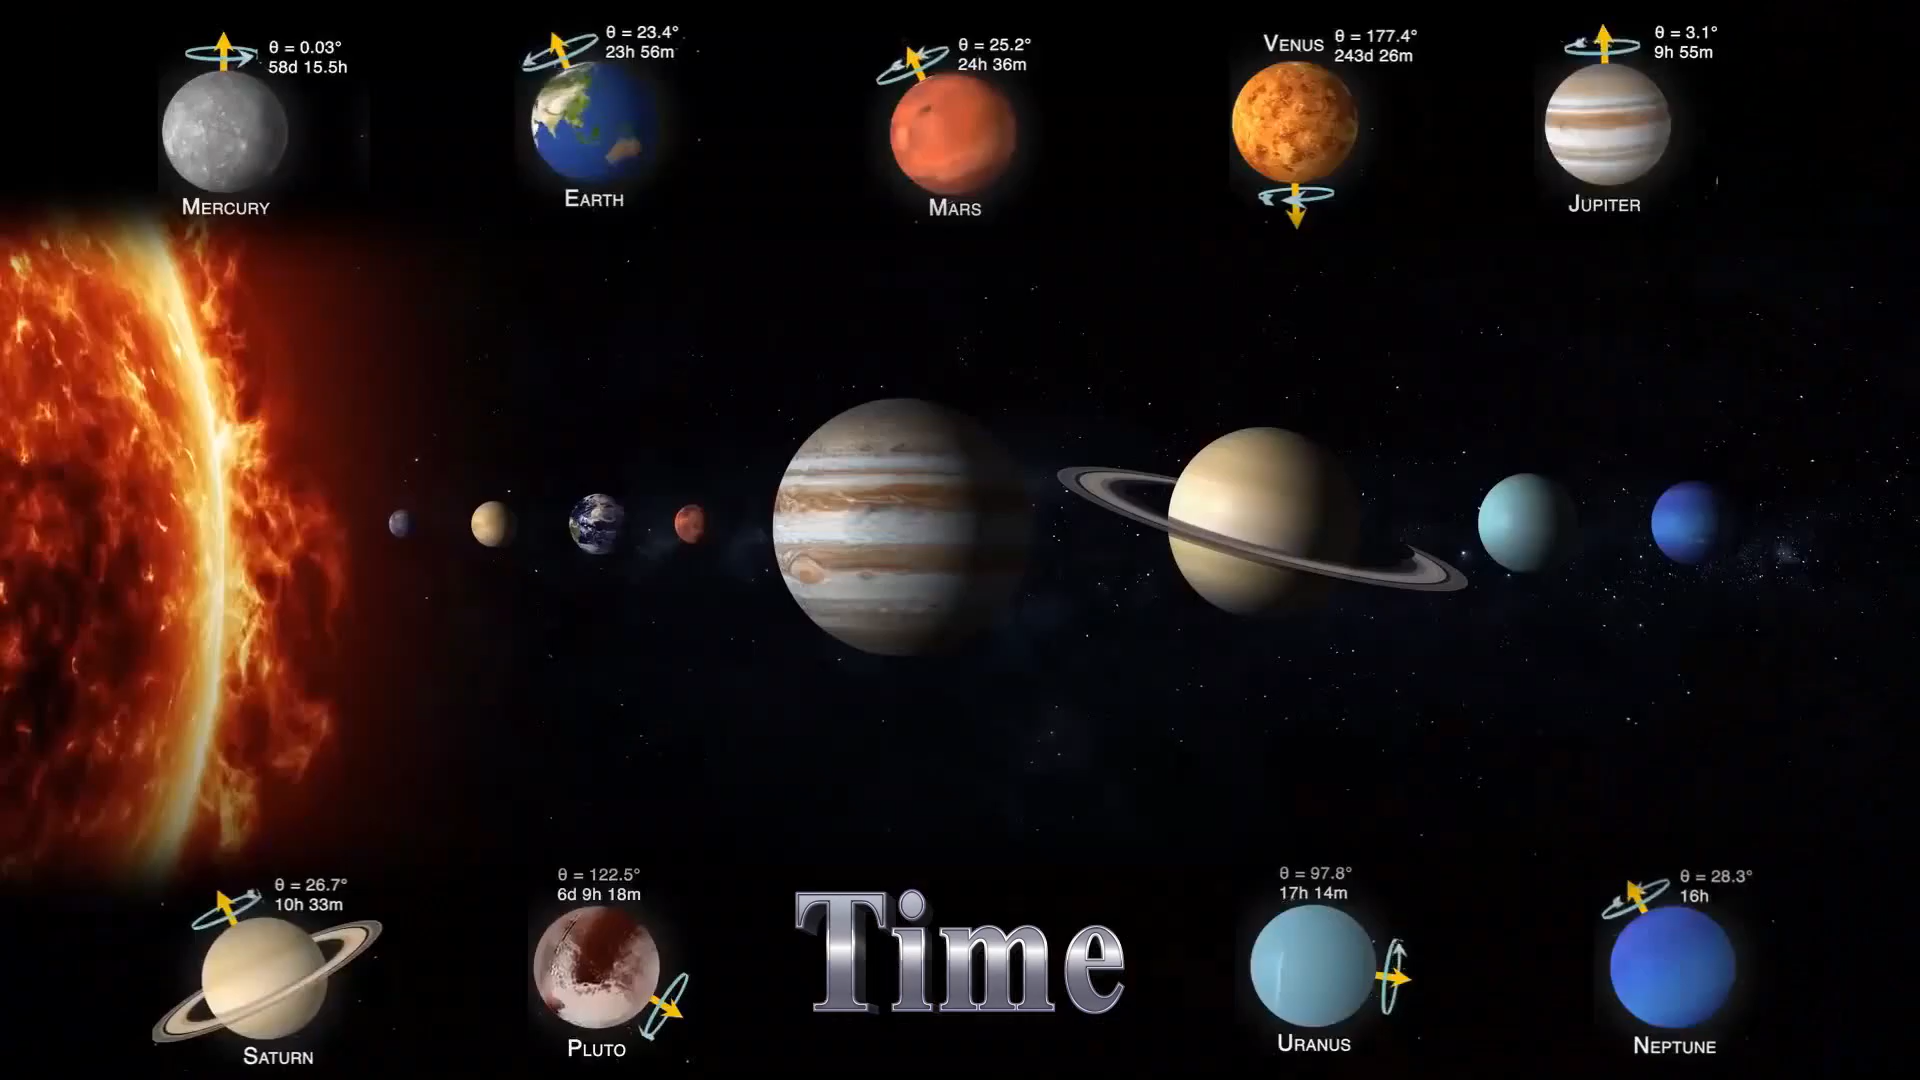 θ = 0.03°
58d 15.5h
MERCURY
θ = 23.4°
23h 56m
EARTH
θ = 25.2°
24h 36m
MARS
VENUS
θ = 177.4°
243d 26m
θ = 3.1°
9h 55m
JUPITER
θ = 26.7°
10h 33m
SATURN
θ = 122.5°
6d 9h 18m
PLUTO
Time
θ = 97.8°
17h 14m
URANUS
θ = 28.3°
16h
NEPTUNE